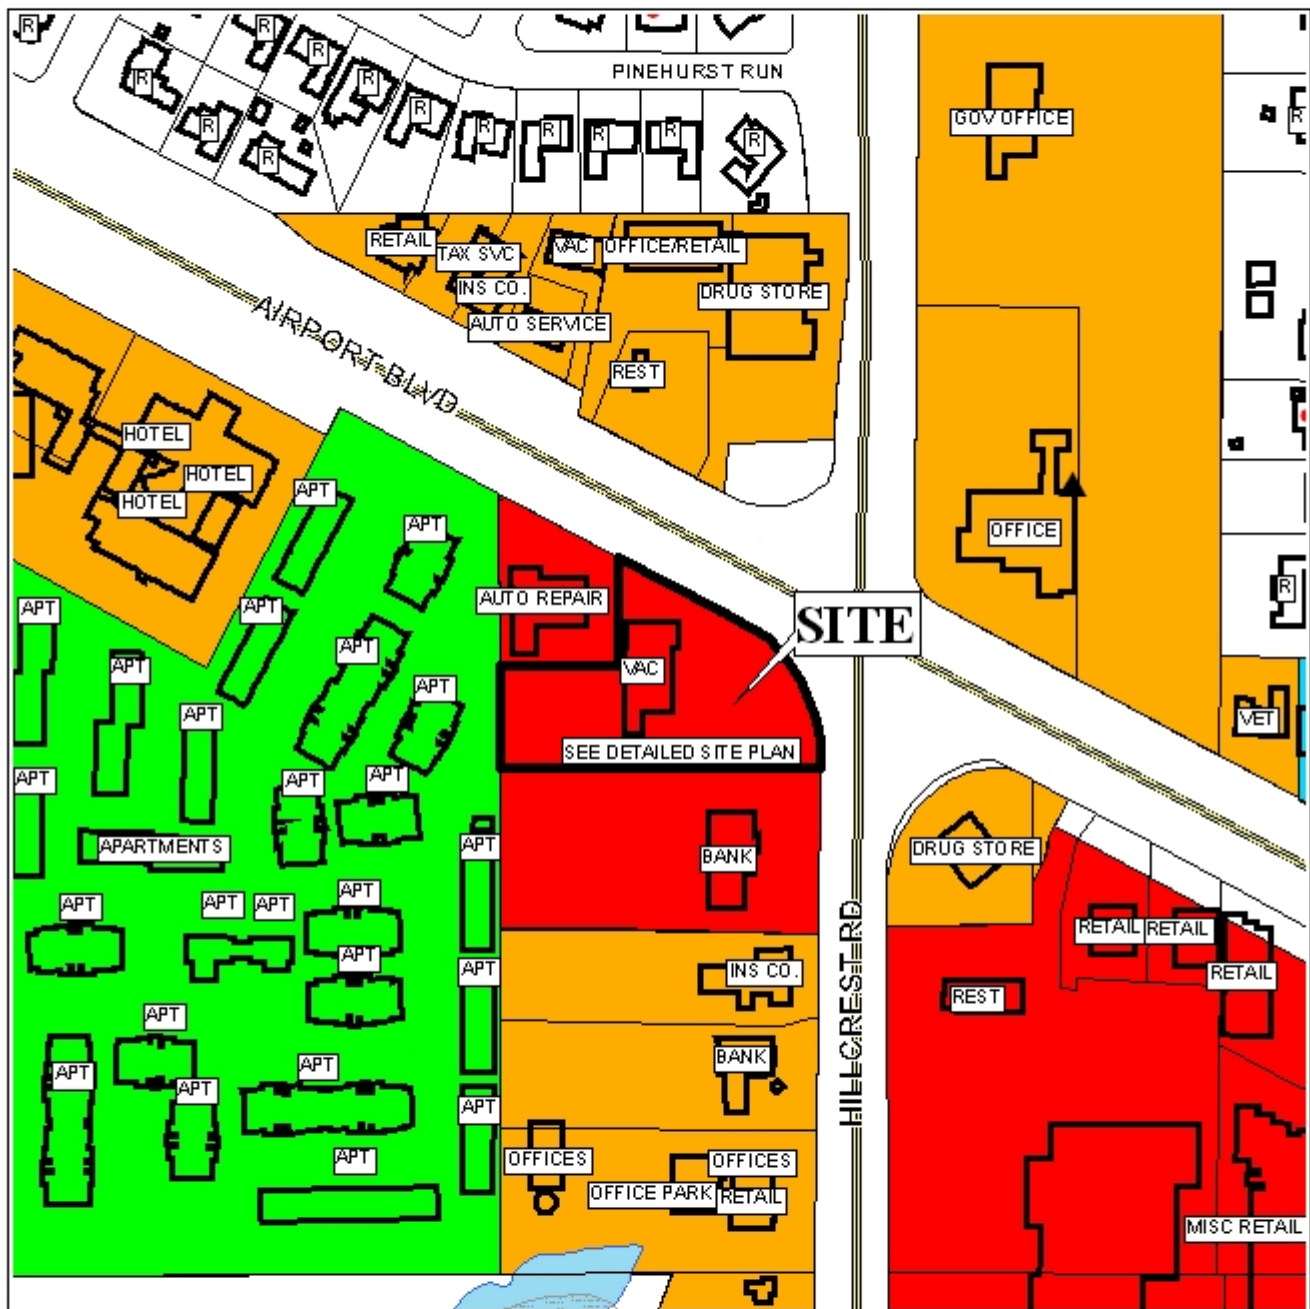 R
R
R
R
R
R
R
R
R
R
R
R
R
PINEHURST RUN
GOV OFFICE
R
RETAIL
TAX SVC
VAC
OFFICE/RETAIL
INS CO.
DRUG STORE
AUTO SERVICE
REST
AIRPORT BLVD
HOTEL
HOTEL
HOTEL
APT
APT
OFFICE
R
APT
APT
APT
APT
APT
APT
AUTO REPAIR
SITE
VAC
SEE DETAILED SITE PLAN
VET
APT
APT
APT
APARTMENTS
APT
BANK
DRUG STORE
APT
APT
APT
APT
APT
APT
INS CO.
HILLCREST RD
RETAIL
RETAIL
RETAIL
REST
APT
APT
APT
APT
APT
BANK
APT
OFFICES
OFFICES
OFFICE PARK
RETAIL
MISC RETAIL